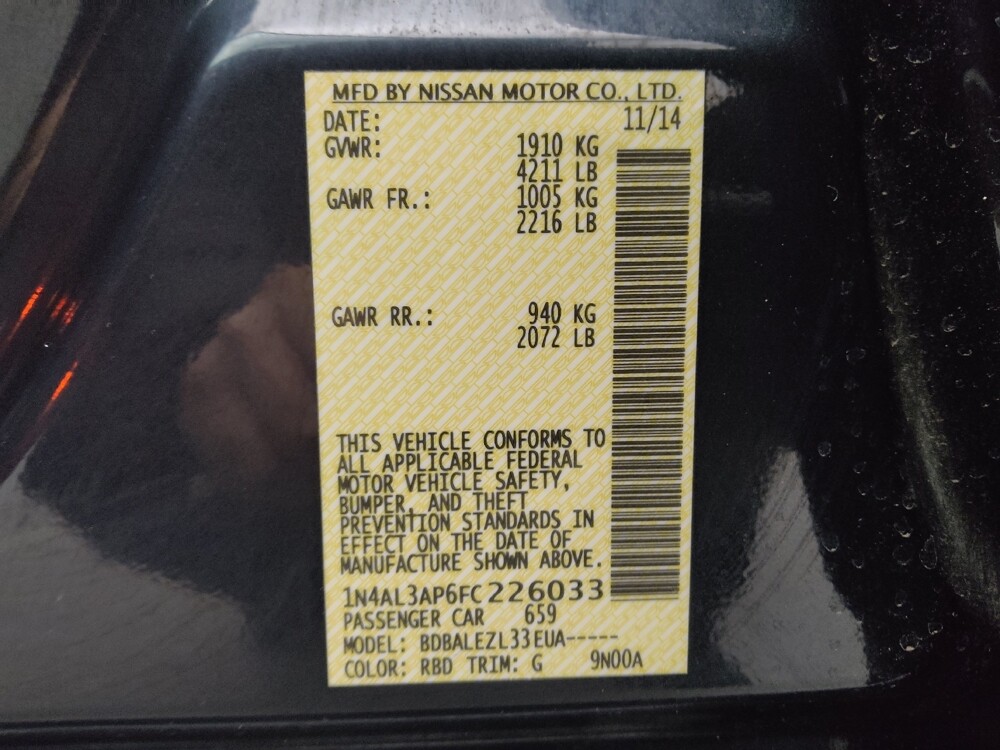 MFD BY NISSAN MOTOR CO., LTD.
DATE: 11/14
GVWR: 1910 KG
4211 LB
GAWR FR.: 1005 KG
2216 LB
GAWR RR.: 940 KG
2072 LB
THIS VEHICLE CONFORMS TO
ALL APPLICABLE FEDERAL
MOTOR VEHICLE SAFETY,
BUMPER, AND THEFT
PREVENTION STANDARDS IN
EFFECT ON THE DATE OF
MANUFACTURE SHOWN ABOVE.
1N4AL3AP6FC226033
PASSENGER CAR 659
MODEL: BDBALEZL33EUA-----
COLOR: RBD TRIM: G 9N00A